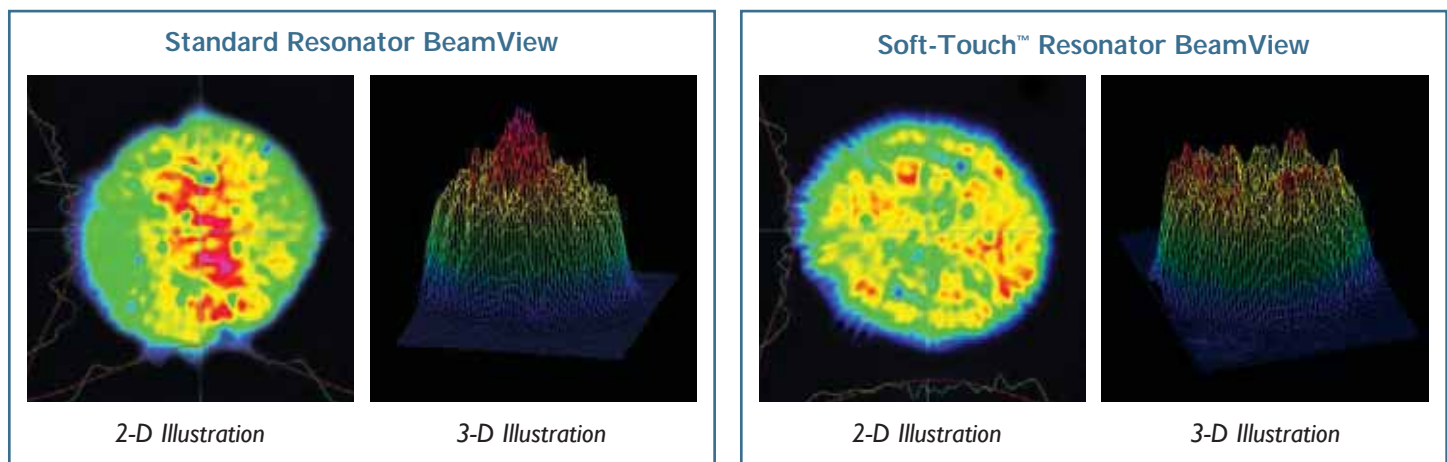 Standard Resonator BeamView
2-D Illustration
3-D Illustration
Soft-Touch™ Resonator BeamView
2-D Illustration
3-D Illustration